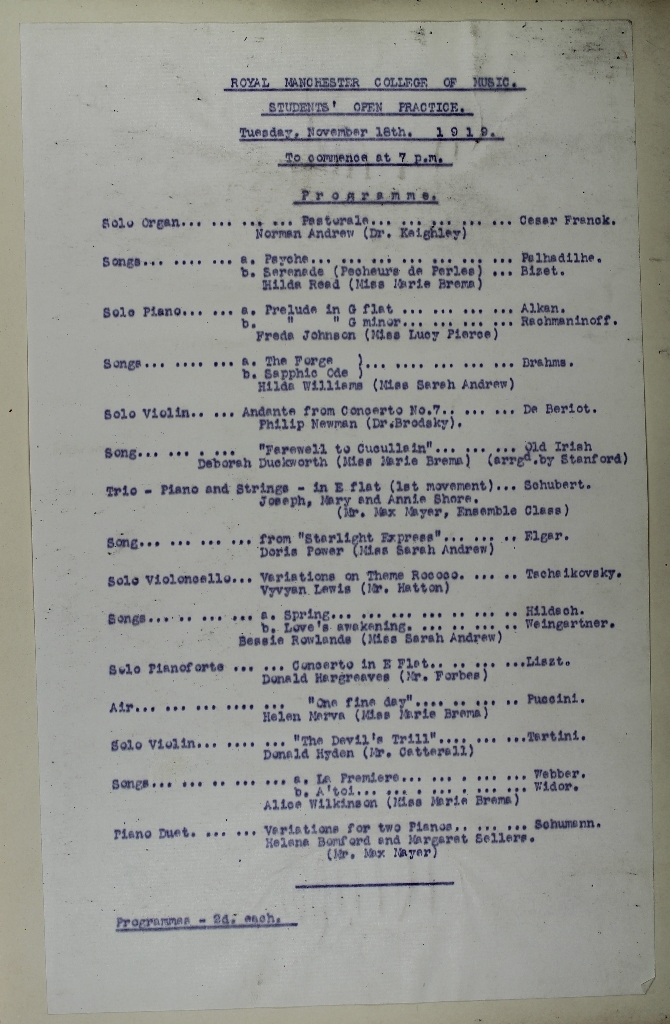 ROYAL MANCHESTER COLLEGE OF MUSIC.
STUDENTS' OPEN PRACTICE.
Tuesday, November 18th. 1 9 1 9.
To commence at 7 p.m.
P r o g r a m m e.
Solo Organ... ... ... ... Pastorale... ... ... ... ... ... Cesar Franck.
Norman Andrew (Dr. Keighley)
Songs... .... ... ... a. Psyche... ... ... ... ... ... ... Palhadilhe.
b. Serenade (Pecheurs de Perles) ... Bizet.
Hilda Read (Miss Marie Brema)
Solo Piano... ... ... a. Prelude in G flat ... ... ... ... Alkan.
b. " " G minor... ... ... ... Rachmaninoff.
Freda Johnson (Miss Lucy Pierce)
Songs... ... .... ... a. The Forge }... ... ... ... ... Brahms.
b. Sapphic Ode }
Hilda Williams (Miss Sarah Andrew)
Solo Violin.. ... Andante from Concerto No.7.. .. ... ... De Beriot.
Philip Newman (Dr.Brodsky).
Song... ... . ... "Farewell to Cucullain"... ... ... Old Irish
Deborah Duckworth (Miss Marie Brema) (arrgd.by Stanford)
Trio - Piano and Strings - in E flat (1st movement)... Schubert.
Joseph, Mary and Annie Shore.
(Mr. Max Mayer, Ensemble Class)
Song... ... ... ... ... from "Starlight Express"... ... .. Elgar.
Doris Power (Miss Sarah Andrew)
Solo Violoncello... Variations on Theme Rococo. ... .. Tschaikovsky.
Vyvyan Lewis (Mr. Hatton)
Songs... ... .. ... ... a. Spring... ... ... .. ... .. ... Hildach.
b. Love's awakening. ... .. ... .. Weingartner.
Bessie Rowlands (Miss Sarah Andrew)
Solo Pianoforte ... ... ... Concerto in E Flat.. .. ... ...Liszt.
Donald Hargreaves (Mr. Forbes)
Air... ... ... .... ... "One fine day".... .. ... .. Puccini.
Helen Merva (Miss Marie Brema)
Solo Violin... ... ... ... "The Devil's Trill".... ... ...Tartini.
Donald Hyden (Mr. Catterall)
Songs... ... .. ... ... ... a. La Premiere... ... . ... ... Webber.
b. A'toi... ... . ... . ... ... Widor.
Alice Wilkinson (Miss Marie Brema)
Piano Duet. ... ... ... Variations for two Pianos.. .. ... ... Schumann.
Helena Bomford and Margaret Sellers.
(Mr. Max Mayer)
Programmes - 2d. each.